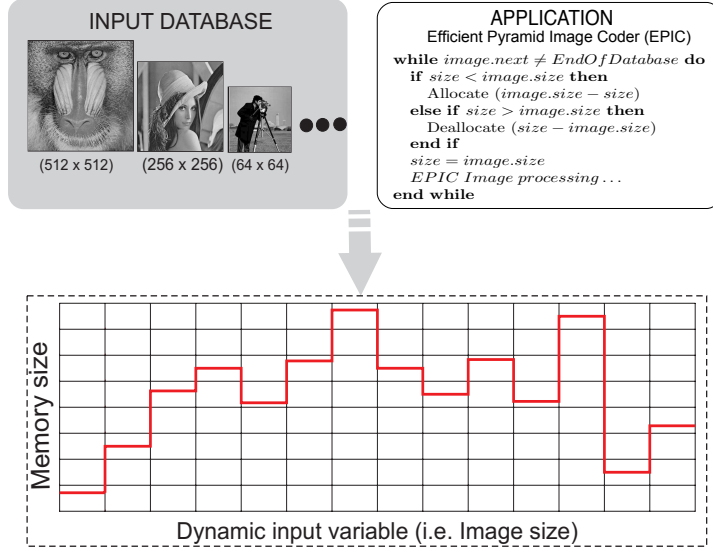 INPUT DATABASE
(512 x 512)
(256 x 256)
(64 x 64)
APPLICATION
Efficient Pyramid Image Coder (EPIC)
while image.next ≠ EndOfDatabase do
if size < image.size then
Allocate (image.size − size)
else if size > image.size then
Deallocate (size − image.size)
end if
size = image.size
EPIC Image processing . . .
end while
Memory size
Dynamic input variable (i.e. Image size)